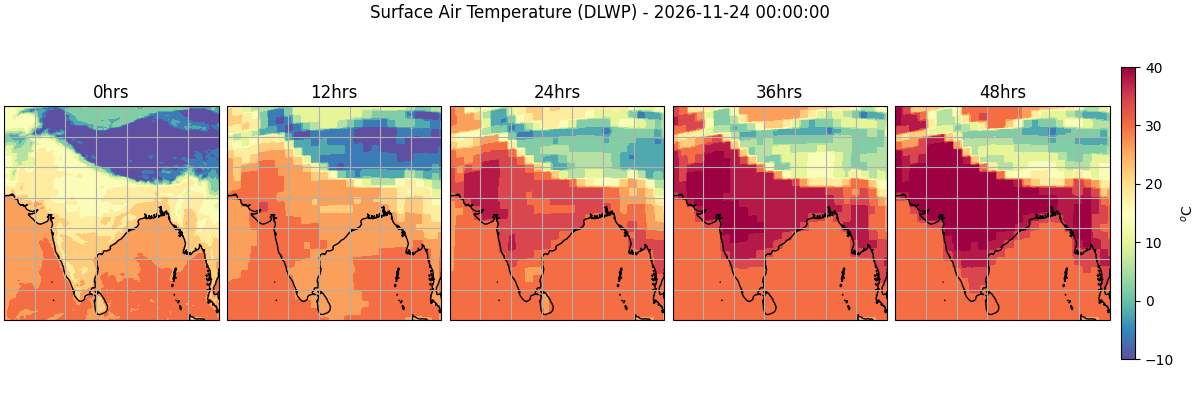 Surface Air Temperature (DLWP) - 2026-11-24 00:00:00
0hrs
12hrs
24hrs
36hrs
48hrs
40
30
20
10
0
−10
°C